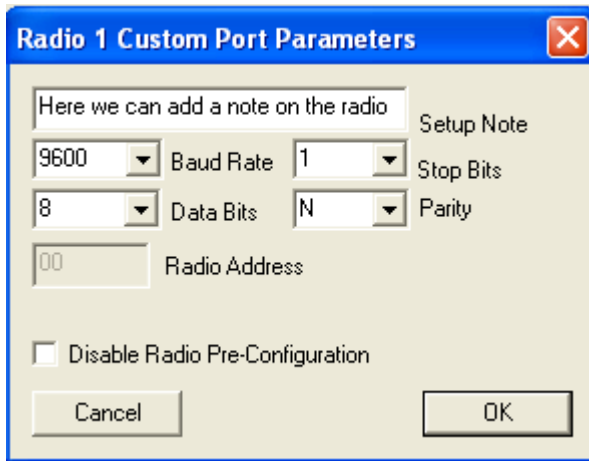 Radio 1 Custom Port Parameters
Here we can add a note on the radio Setup Note
9600 Baud Rate 1 Stop Bits
8 Data Bits N Parity
00 Radio Address
Disable Radio Pre-Configuration
Cancel OK